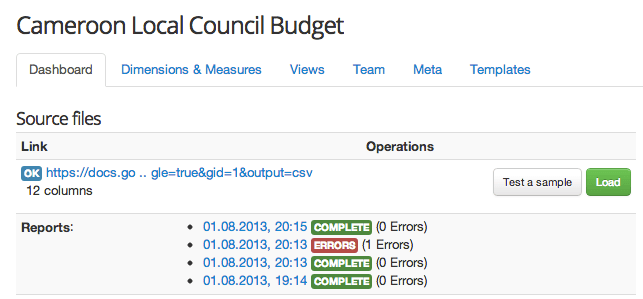 Cameroon Local Council Budget
Dashboard Dimensions & Measures Views Team Meta Templates
Source files
Link Operations
OK https://docs.go .. gle=true&gid=1&output=csv
12 columns
Test a sample Load
Reports:
01.08.2013, 20:15 COMPLETE (0 Errors)
01.08.2013, 20:13 ERRORS (1 Errors)
01.08.2013, 20:13 COMPLETE (0 Errors)
01.08.2013, 19:14 COMPLETE (0 Errors)